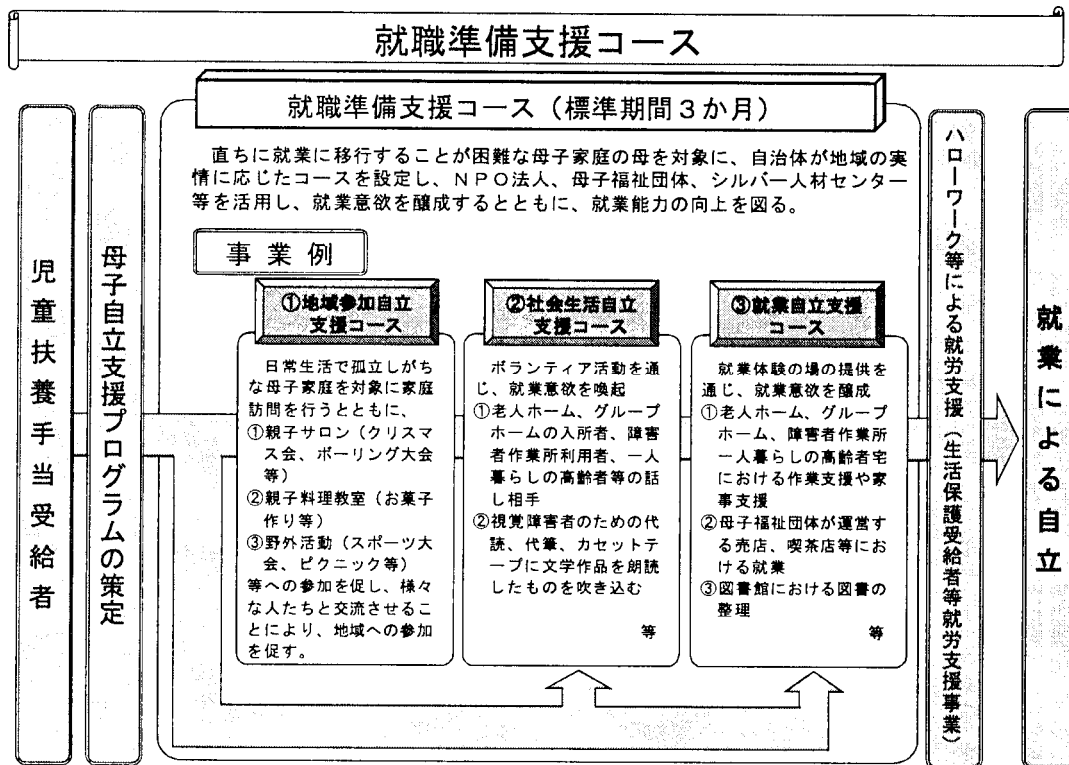 就職準備支援コース
児童扶養手当受給者
母子自立支援プログラムの策定
就職準備支援コース（標準期間３か月）
直ちに就業に移行することが困難な母子家庭の母を対象に、自治体が地域の実
情に応じたコースを設定し、ＮＰＯ法人、母子福祉団体、シルバー人材センター
等を活用し、就業意欲を醸成するとともに、就業能力の向上を図る。
事業例
①地域参加自立
支援コース
日常生活で孤立しがち
な母子家庭を対象に家庭
訪問を行うとともに、
①親子サロン（クリスマ
ス会、ボーリング大会
等）
②親子料理教室（お菓子
作り等）
③野外活動（スポーツ大
会、ピクニック等）
等への参加を促し、様々
な人たちと交流させるこ
とにより、地域への参加
を促す。
②社会生活自立
支援コース
ボランティア活動を通
じ、就業意欲を喚起
①老人ホーム、グループ
ホームの入所者、障害
者作業所利用者、一人
暮らしの高齢者等の話
し相手
②視覚障害者のための代
読、代筆、カセットテ
ープに文学作品を朗読
したものを吹き込む
等
③就業自立支援
コース
就業体験の場の提供を
通じ、就業意欲を醸成
①老人ホーム、グループ
ホーム、障害者作業所
一人暮らしの高齢者宅
における作業支援や家
事支援
②母子福祉団体が運営す
る売店、喫茶店等にお
ける就業
③図書館における図書の
整理
等
ハローワーク等による就労支援（生活保護受給者等就労支援事業）
就業による自立